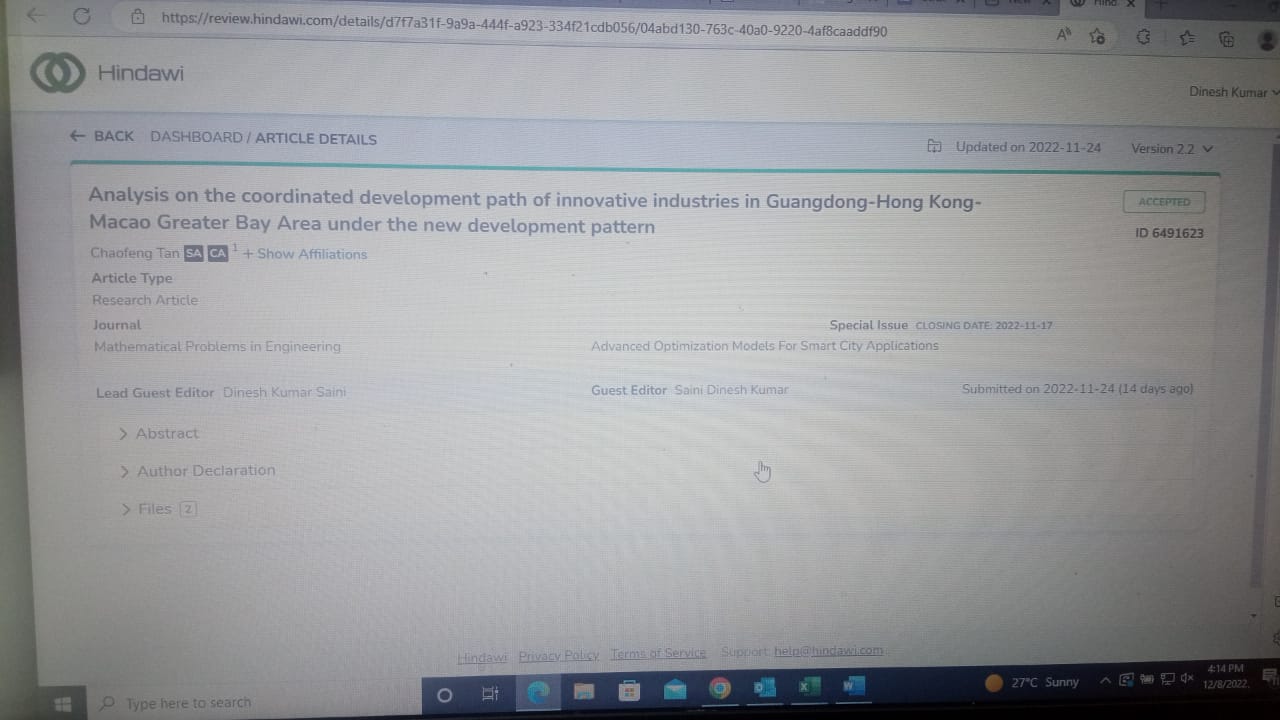 https://review.hindawi.com/details/d7f7a31f-9a9a-444f-a923-334f21cdb056/04abd130-763c-40a0-9220-4af8caaddf90
Hindawi
Dinesh Kumar
BACK DASHBOARD / ARTICLE DETAILS
Updated on 2022-11-24 Version 2.2
Analysis on the coordinated development path of innovative industries in Guangdong-Hong Kong-
Macao Greater Bay Area under the new development pattern
ACCEPTED
ID 6491623
Chaofeng Tan SA CA 1 + Show Affiliations
Article Type
Research Article
Journal
Special Issue CLOSING DATE: 2022-11-17
Mathematical Problems in Engineering
Advanced Optimization Models For Smart City Applications
Lead Guest Editor Dinesh Kumar Saini
Guest Editor Saini Dinesh Kumar
Submitted on 2022-11-24 (14 days ago)
Abstract
Author Declaration
Files 2
Hindawi Privacy Policy Terms of Service Support: help@hindawi.com
Type here to search
27°C Sunny
4:14 PM
12/8/2022